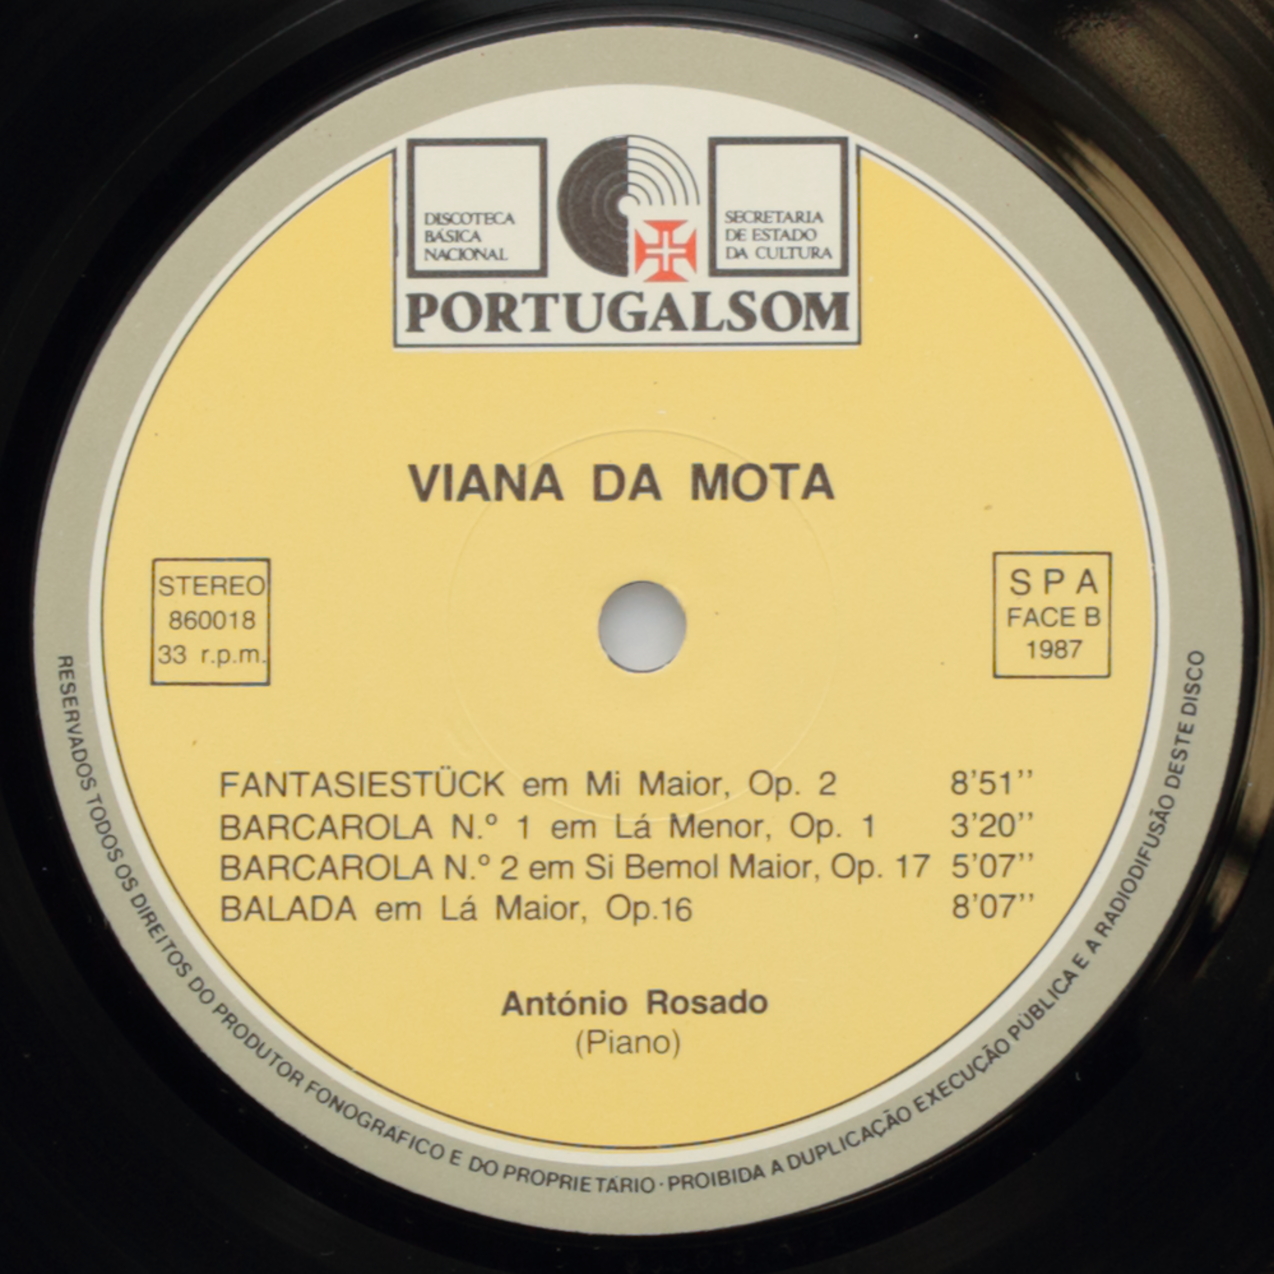 DISCOTECA
BÁSICA
NACIONAL
SECRETARIA
DE ESTADO
DA CULTURA
PORTUGALSOM
VIANA DA MOTA
STEREO
860018
33 r.p.m.
S P A
FACE B
1987
FANTASIESTÜCK em Mi Maior, Op. 2 8’51’’
BARCAROLA N.º 1 em Lá Menor, Op. 1 3’20’’
BARCAROLA N.º 2 em Si Bemol Maior, Op. 17 5’07’’
BALADA em Lá Maior, Op.16 8’07’’
António Rosado
(Piano)
RESERVADOS TODOS OS DIREITOS DO PRODUTOR FONOGRÁFICO E DO PROPRIETÁRIO · PROIBIDA A DUPLICAÇÃO EXECUÇÃO PÚBLICA E A RADIODIFUSÃO DESTE DISCO